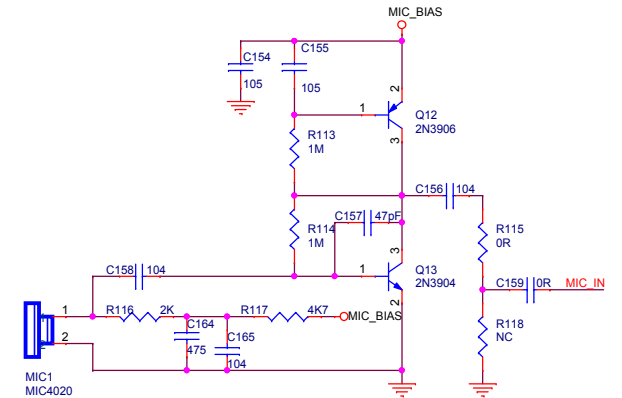 MIC_BIAS
C154
105
C155
105
2
1
3
Q12
2N3906
R113
1M
R114
1M
C156 104
C157 47pF
R115
0R
C158 104
3
1
2
Q13
2N3904
C159 0R
MIC_IN
1
2
R116 2K
R117 4K7
MIC_BIAS
C164
475
C165
104
R118
NC
MIC1
MIC4020